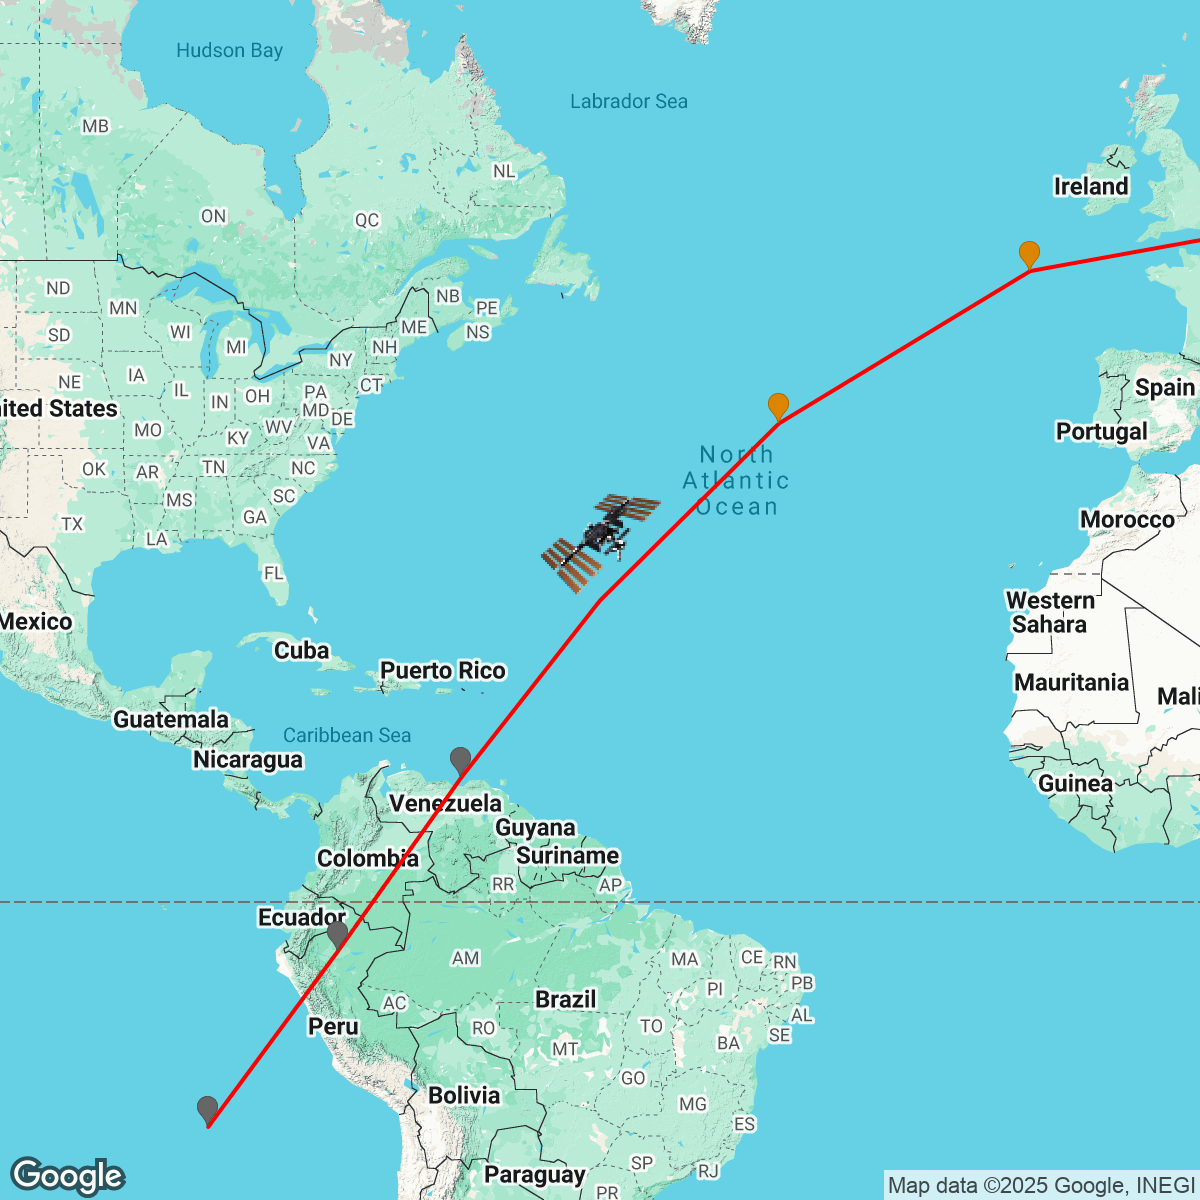 Hudson Bay
Labrador Sea
MB
NL
Ireland
ON
QC
ND
NB
MN
PE
SD
WI
ME
NS
MI
NH
NY
NE
IA
CT
IL
PA
OH
IN
ited States
MD
DE
MO
WV
KY
VA
Spain
Portugal
North
Atlantic
Ocean
OK
AR
TN
NC
MS
SC
TX
GA
LA
Morocco
FL
Western
Sahara
Mexico
Cuba
Puerto Rico
Mauritania
Mali
Guatemala
Caribbean Sea
Nicaragua
Guinea
Venezuela
Guyana
Suriname
Colombia
RR
AP
Ecuador
AM
MA
CE
RN
PI
PB
AC
Brazil
AL
Peru
RO
TO
SE
BA
MT
GO
Bolivia
MG
ES
SP
RJ
Paraguay
PR
Google
Map data ©2025 Google, INEGI